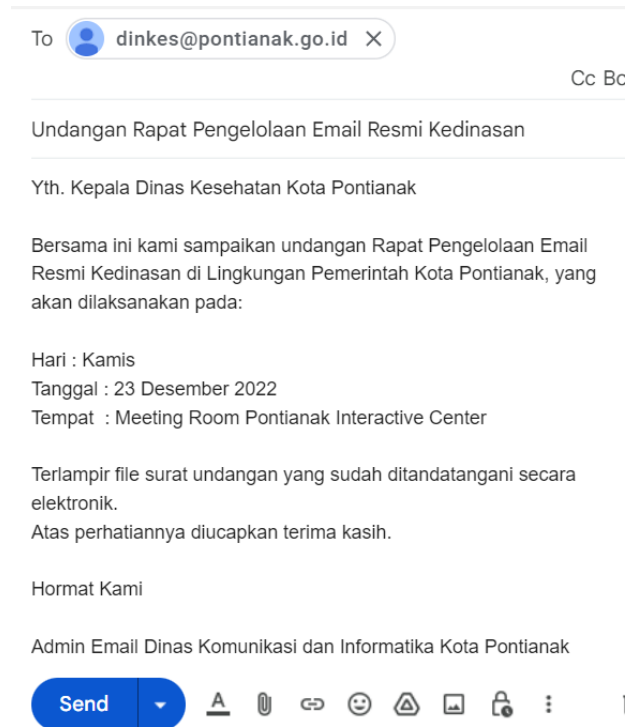 To dinkes@pontianak.go.id
Cc
Undangan Rapat Pengelolaan Email Resmi Kedinasan
Yth. Kepala Dinas Kesehatan Kota Pontianak
Bersama ini kami sampaikan undangan Rapat Pengelolaan Email
Resmi Kedinasan di Lingkungan Pemerintah Kota Pontianak, yang
akan dilaksanakan pada:
Hari : Kamis
Tanggal : 23 Desember 2022
Tempat : Meeting Room Pontianak Interactive Center
Terlampir file surat undangan yang sudah ditandatangani secara
elektronik.
Atas perhatiannya diucapkan terima kasih.
Hormat Kami
Admin Email Dinas Komunikasi dan Informatika Kota Pontianak
Send